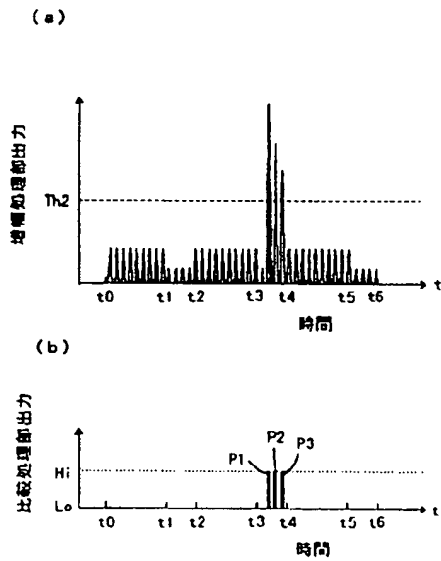 (a)
増幅処理部出力
Th2
t0 t1 t2 t3 t4 t5 t6 t
時間
(b)
比較処理部出力
P1 P2 P3
Hi
Lo
t0 t1 t2 t3 t4 t5 t6 t
時間